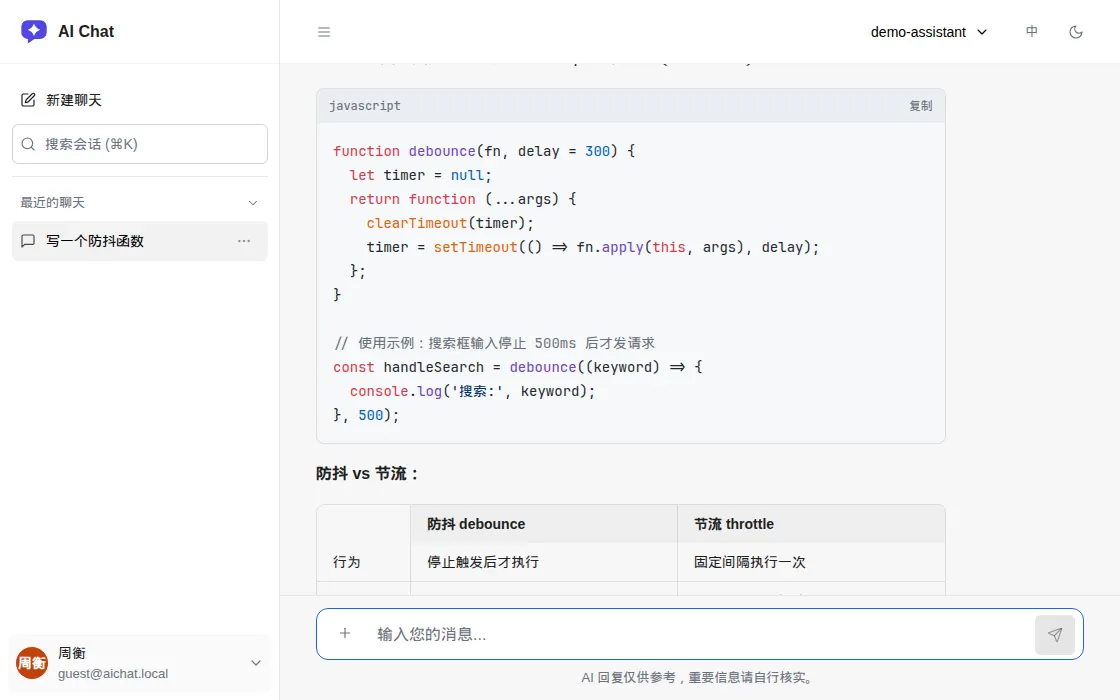 AI Chat
demo-assistant
中
新建聊天
搜索会话 (⌘K)
最近的聊天
写一个防抖函数
周衡
周衡
guest@aichat.local
javascript
复制
function debounce(fn, delay = 300) {
  let timer = null;
  return function (...args) {
    clearTimeout(timer);
    timer = setTimeout(() => fn.apply(this, args), delay);
  };
}
// 使用示例：搜索框输入停止 500ms 后才发请求
const handleSearch = debounce((keyword) => {
  console.log('搜索:', keyword);
}, 500);
防抖 vs 节流：
防抖 debounce
节流 throttle
行为
停止触发后才执行
固定间隔执行一次
输入您的消息...
AI 回复仅供参考，重要信息请自行核实。